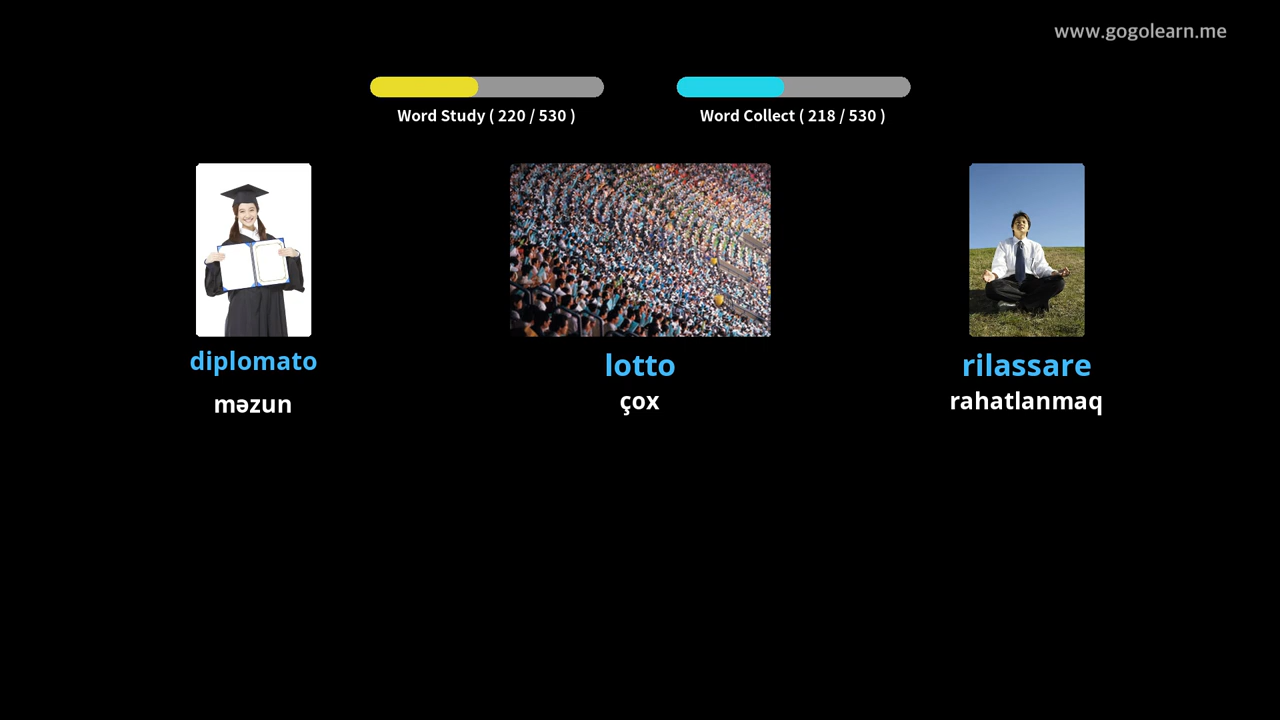 www.gogolearn.me
Word Study ( 220 / 530 )
Word Collect ( 218 / 530 )
diplomato
məzun
lotto
çox
rilassare
rahatlanmaq